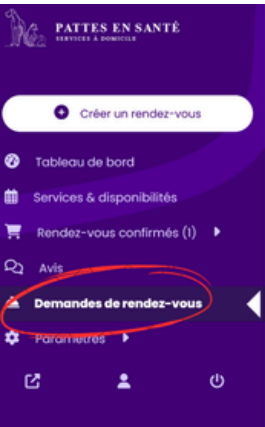 PATTES EN SANTÉ
SERVICES À DOMICILE
Créer un rendez-vous
Tableau de bord
Services & disponibilités
Rendez-vous confirmés (1)
Avis
Demandes de rendez-vous
Paramètres